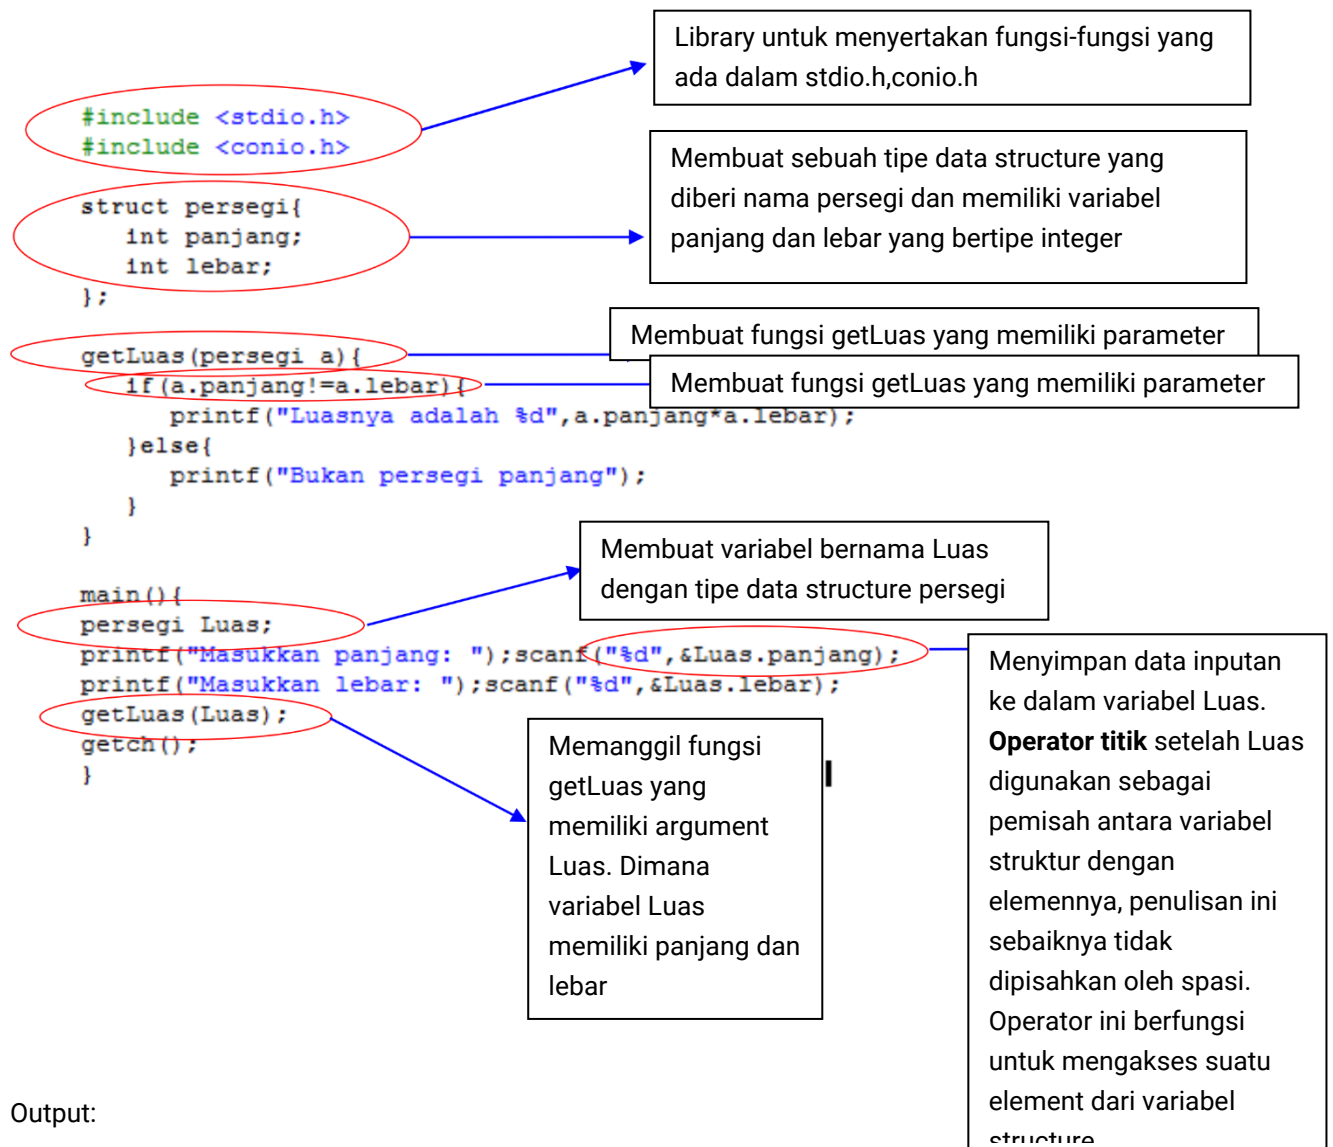 Library untuk menyertakan fungsi-fungsi yang
ada dalam stdio.h,conio.h
#include <stdio.h>
#include <conio.h>
Membuat sebuah tipe data structure yang
diberi nama persegi dan memiliki variabel
panjang dan lebar yang bertipe integer
struct persegi{
int panjang;
int lebar;
};
Membuat fungsi getLuas yang memiliki parameter
getLuas(persegi a){
Membuat fungsi getLuas yang memiliki parameter
if(a.panjang!=a.lebar){
printf("Luasnya adalah %d",a.panjang*a.lebar);
}else{
printf("Bukan persegi panjang");
}
}
Membuat variabel bernama Luas
dengan tipe data structure persegi
main(){
persegi Luas;
printf("Masukkan panjang: ");scanf("%d",&Luas.panjang);
printf("Masukkan lebar: ");scanf("%d",&Luas.lebar);
getLuas(Luas);
getch();
}
Memanggil fungsi
getLuas yang
memiliki argument
Luas. Dimana
variabel Luas
memiliki panjang dan
lebar
Menyimpan data inputan
ke dalam variabel Luas.
Operator titik setelah Luas
digunakan sebagai
pemisah antara variabel
struktur dengan
elemennya, penulisan ini
sebaiknya tidak
dipisahkan oleh spasi.
Operator ini berfungsi
untuk mengakses suatu
element dari variabel
structure
Output: